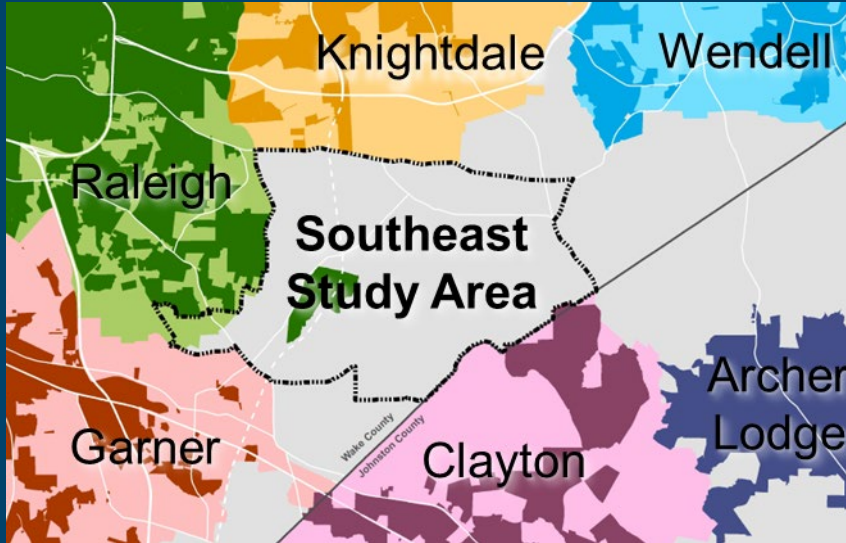 Knightdale
Wendell
Raleigh
Southeast
Study Area
Archer
Lodge
Garner
Wake County
Johnston County
Clayton